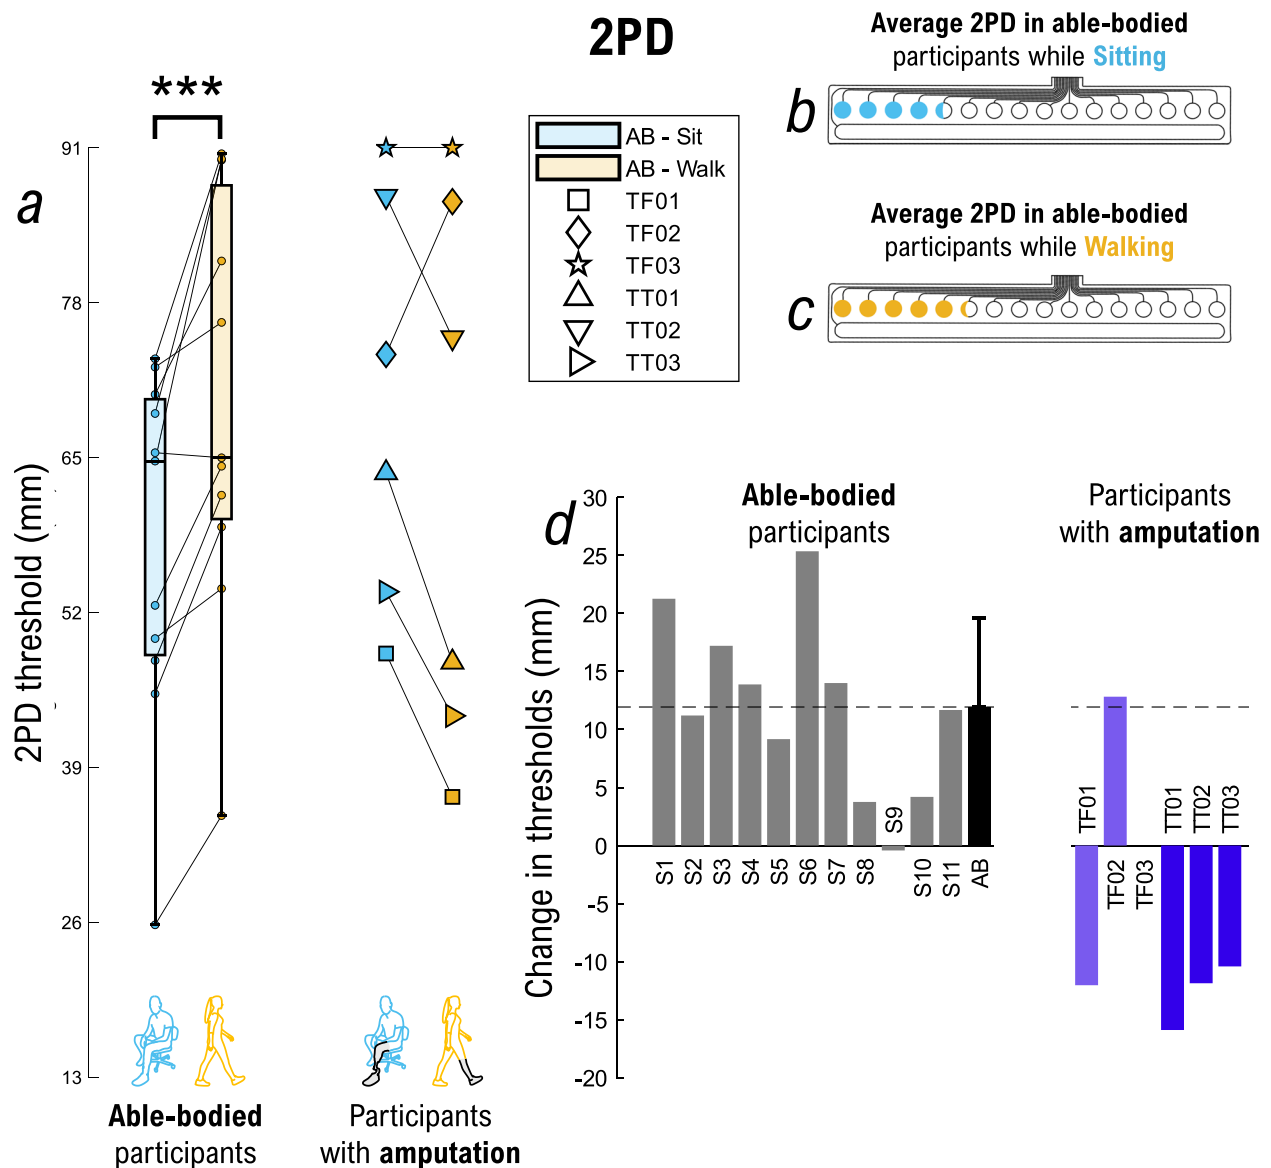 2PD
Average 2PD in able-bodied
participants while Sitting
b
Average 2PD in able-bodied
participants while Walking
c
***
a
2PD threshold (mm)
91
78
65
52
39
26
13
AB - Sit
AB - Walk
TF01
TF02
TF03
TT01
TT02
TT03
Able-bodied
participants
Participants
with amputation
d
Able-bodied
participants
Participants
with amputation
Change in thresholds (mm)
30
25
20
15
10
5
0
-5
-10
-15
-20
S1
S2
S3
S4
S5
S6
S7
S8
S9
S10
S11
AB
TF01
TF02
TF03
TT01
TT02
TT03